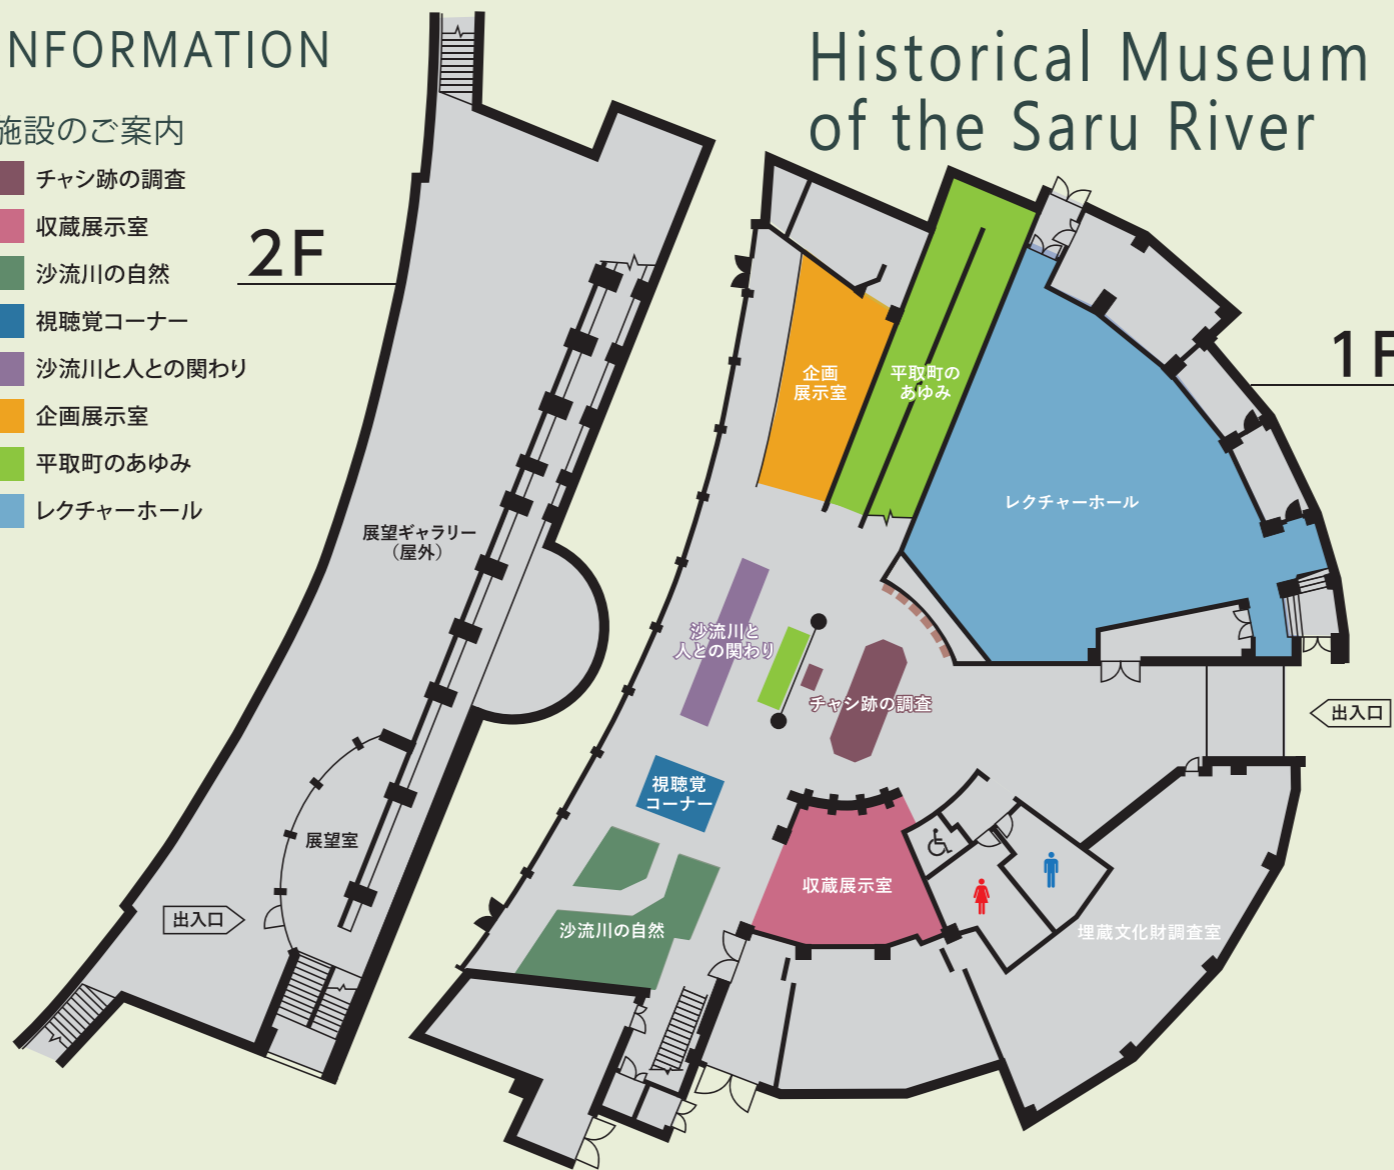 NFORMATION
施設のご案内
チャシ跡の調査
収蔵展示室
沙流川の自然
視聴覚コーナー
沙流川と人との関わり
企画展示室
平取町のあゆみ
レクチャーホール
Historical Museum
of the Saru River
2F
展望ギャラリー
（屋外）
展望室
出入口
1F
企画
展示室
平取町の
あゆみ
レクチャーホール
沙流川と
人との関わり
チャシ跡の調査
出入口
視聴覚
コーナー
収蔵展示室
沙流川の自然
埋蔵文化財調査室